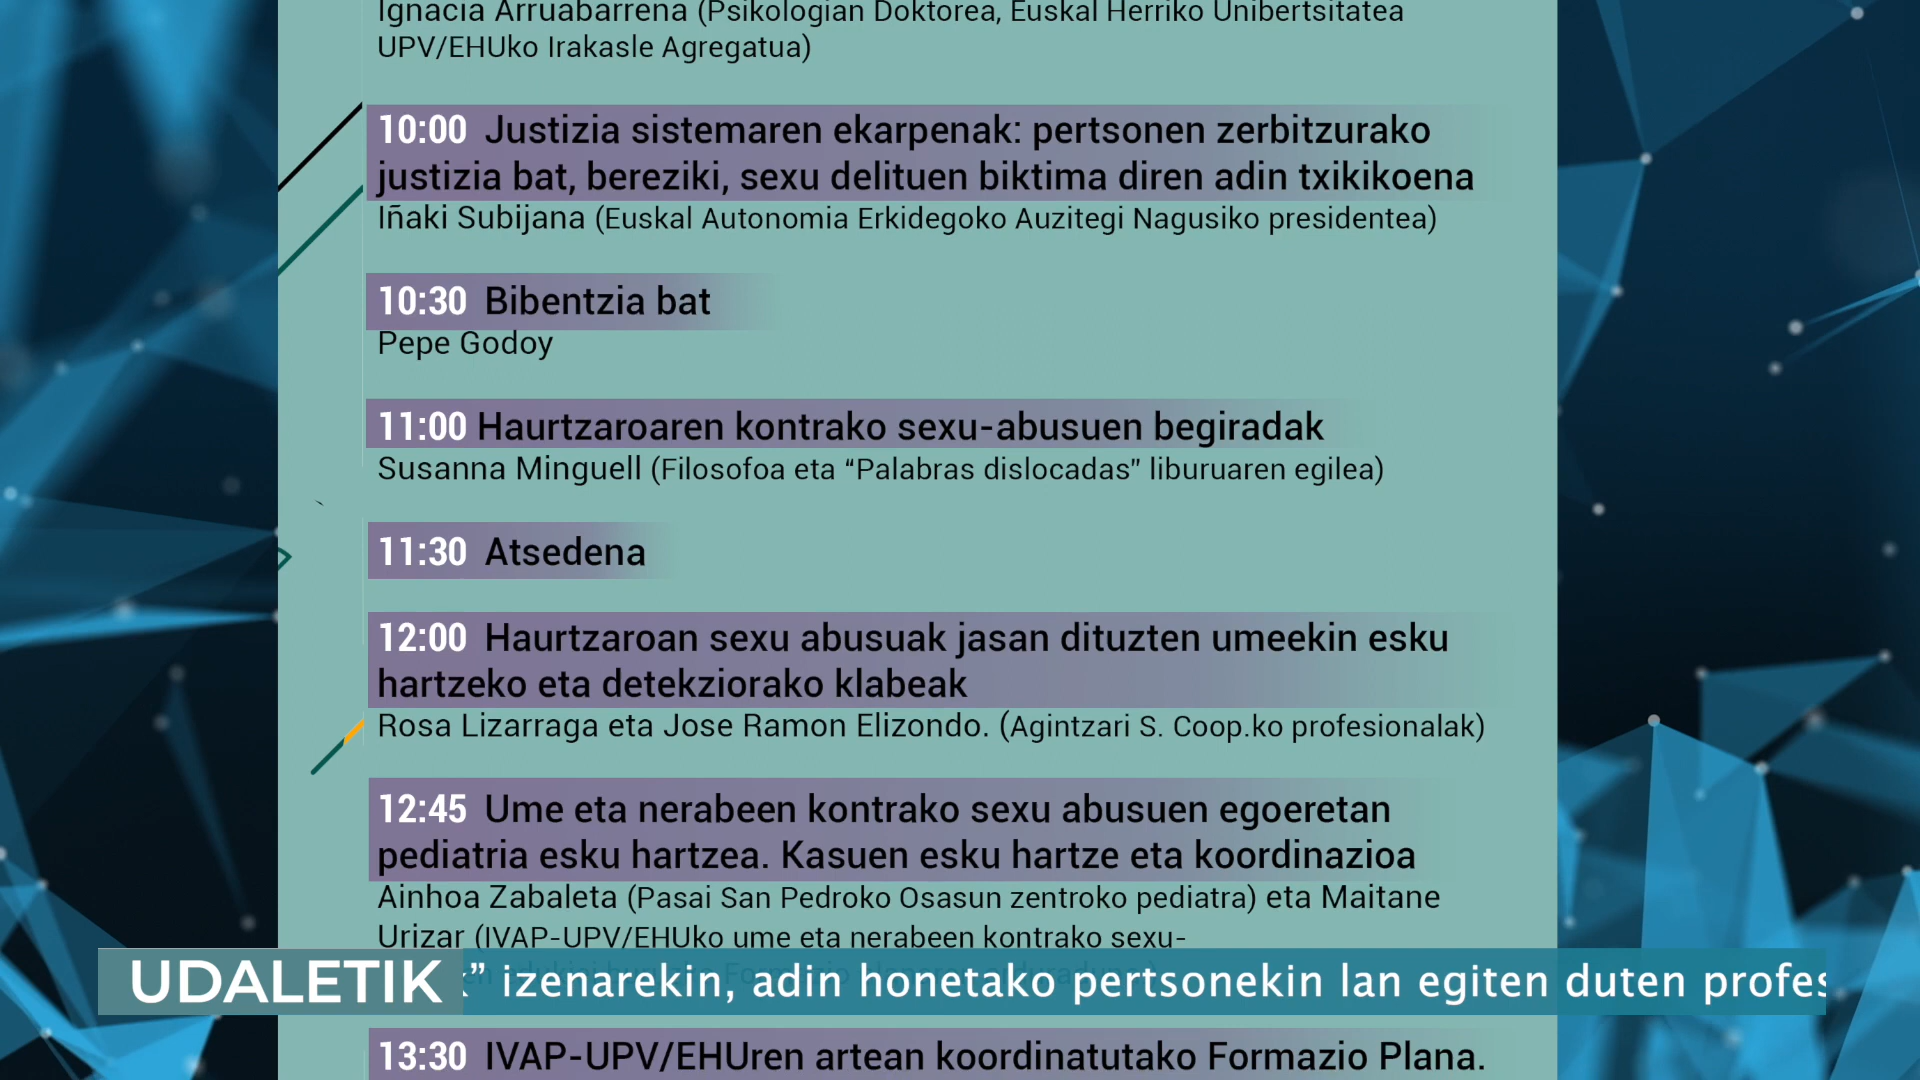 Ignacia Arruabarrena (Psikologian Doktorea, Euskal Herriko Unibertsitatea
UPV/EHUko Irakasle Agregatua)
10:00 Justizia sistemaren ekarpenak: pertsonen zerbitzurako
justizia bat, bereziki, sexu delituen biktima diren adin txikikoena
Iñaki Subijana (Euskal Autonomia Erkidegoko Auzitegi Nagusiko presidentea)
10:30 Bibentzia bat
Pepe Godoy
11:00 Haurtzaroaren kontrako sexu-abusuen begiradak
Susanna Minguell (Filosofoa eta “Palabras dislocadas” liburuaren egilea)
11:30 Atsedena
12:00 Haurtzaroan sexu abusuak jasan dituzten umeekin esku
hartzeko eta detekziorako klabeak
Rosa Lizarraga eta Jose Ramon Elizondo. (Agintzari S. Coop.ko profesionalak)
12:45 Ume eta nerabeen kontrako sexu abusuen egoeretan
pediatria esku hartzea. Kasuen esku hartze eta koordinazioa
Ainhoa Zabaleta (Pasai San Pedroko Osasun zentroko pediatra) eta Maitane
Urizar (IVAP-UPV/EHUko ume eta nerabeen kontrako sexu-
UDALETIK k” izenarekin, adin honetako pertsonekin lan egiten duten profes
13:30 IVAP-UPV/EHUren artean koordinatutako Formazio Plana.